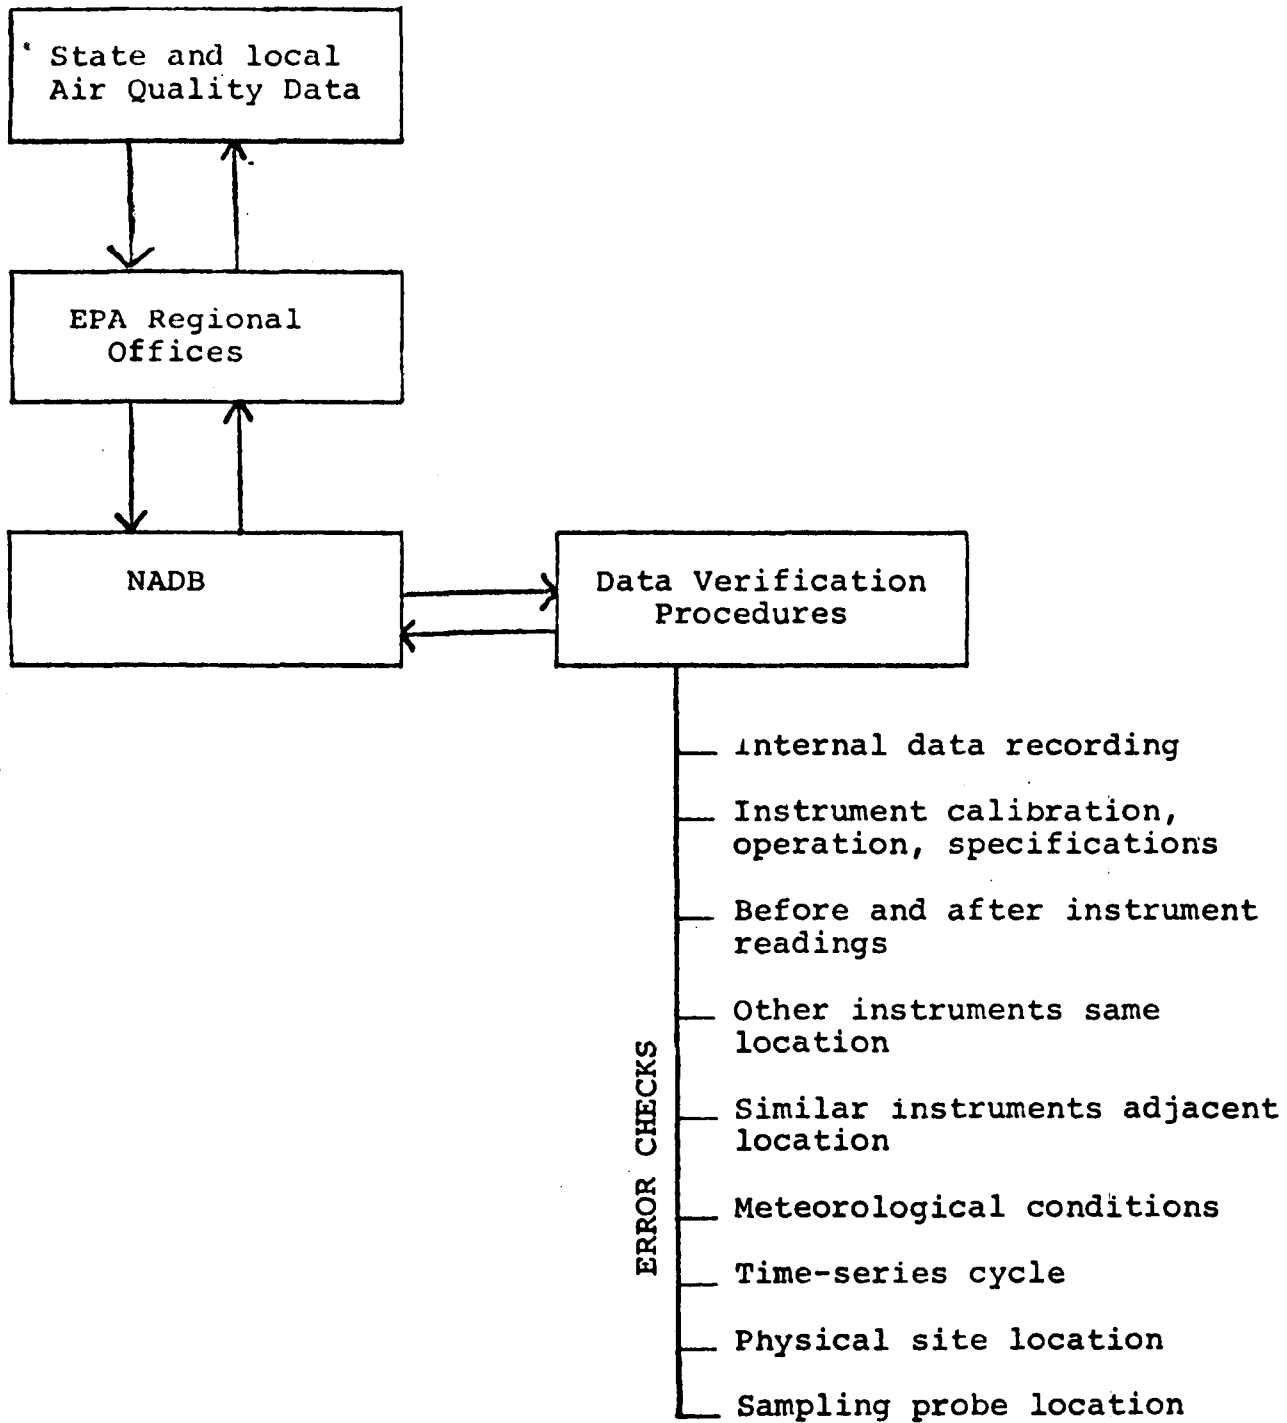 State and local
Air Quality Data
EPA Regional
Offices
NADB
Data Verification
Procedures
ERROR CHECKS
Internal data recording
Instrument calibration,
operation, specifications
Before and after instrument
readings
Other instruments same
location
Similar instruments adjacent
location
Meteorological conditions
Time-series cycle
Physical site location
Sampling probe location